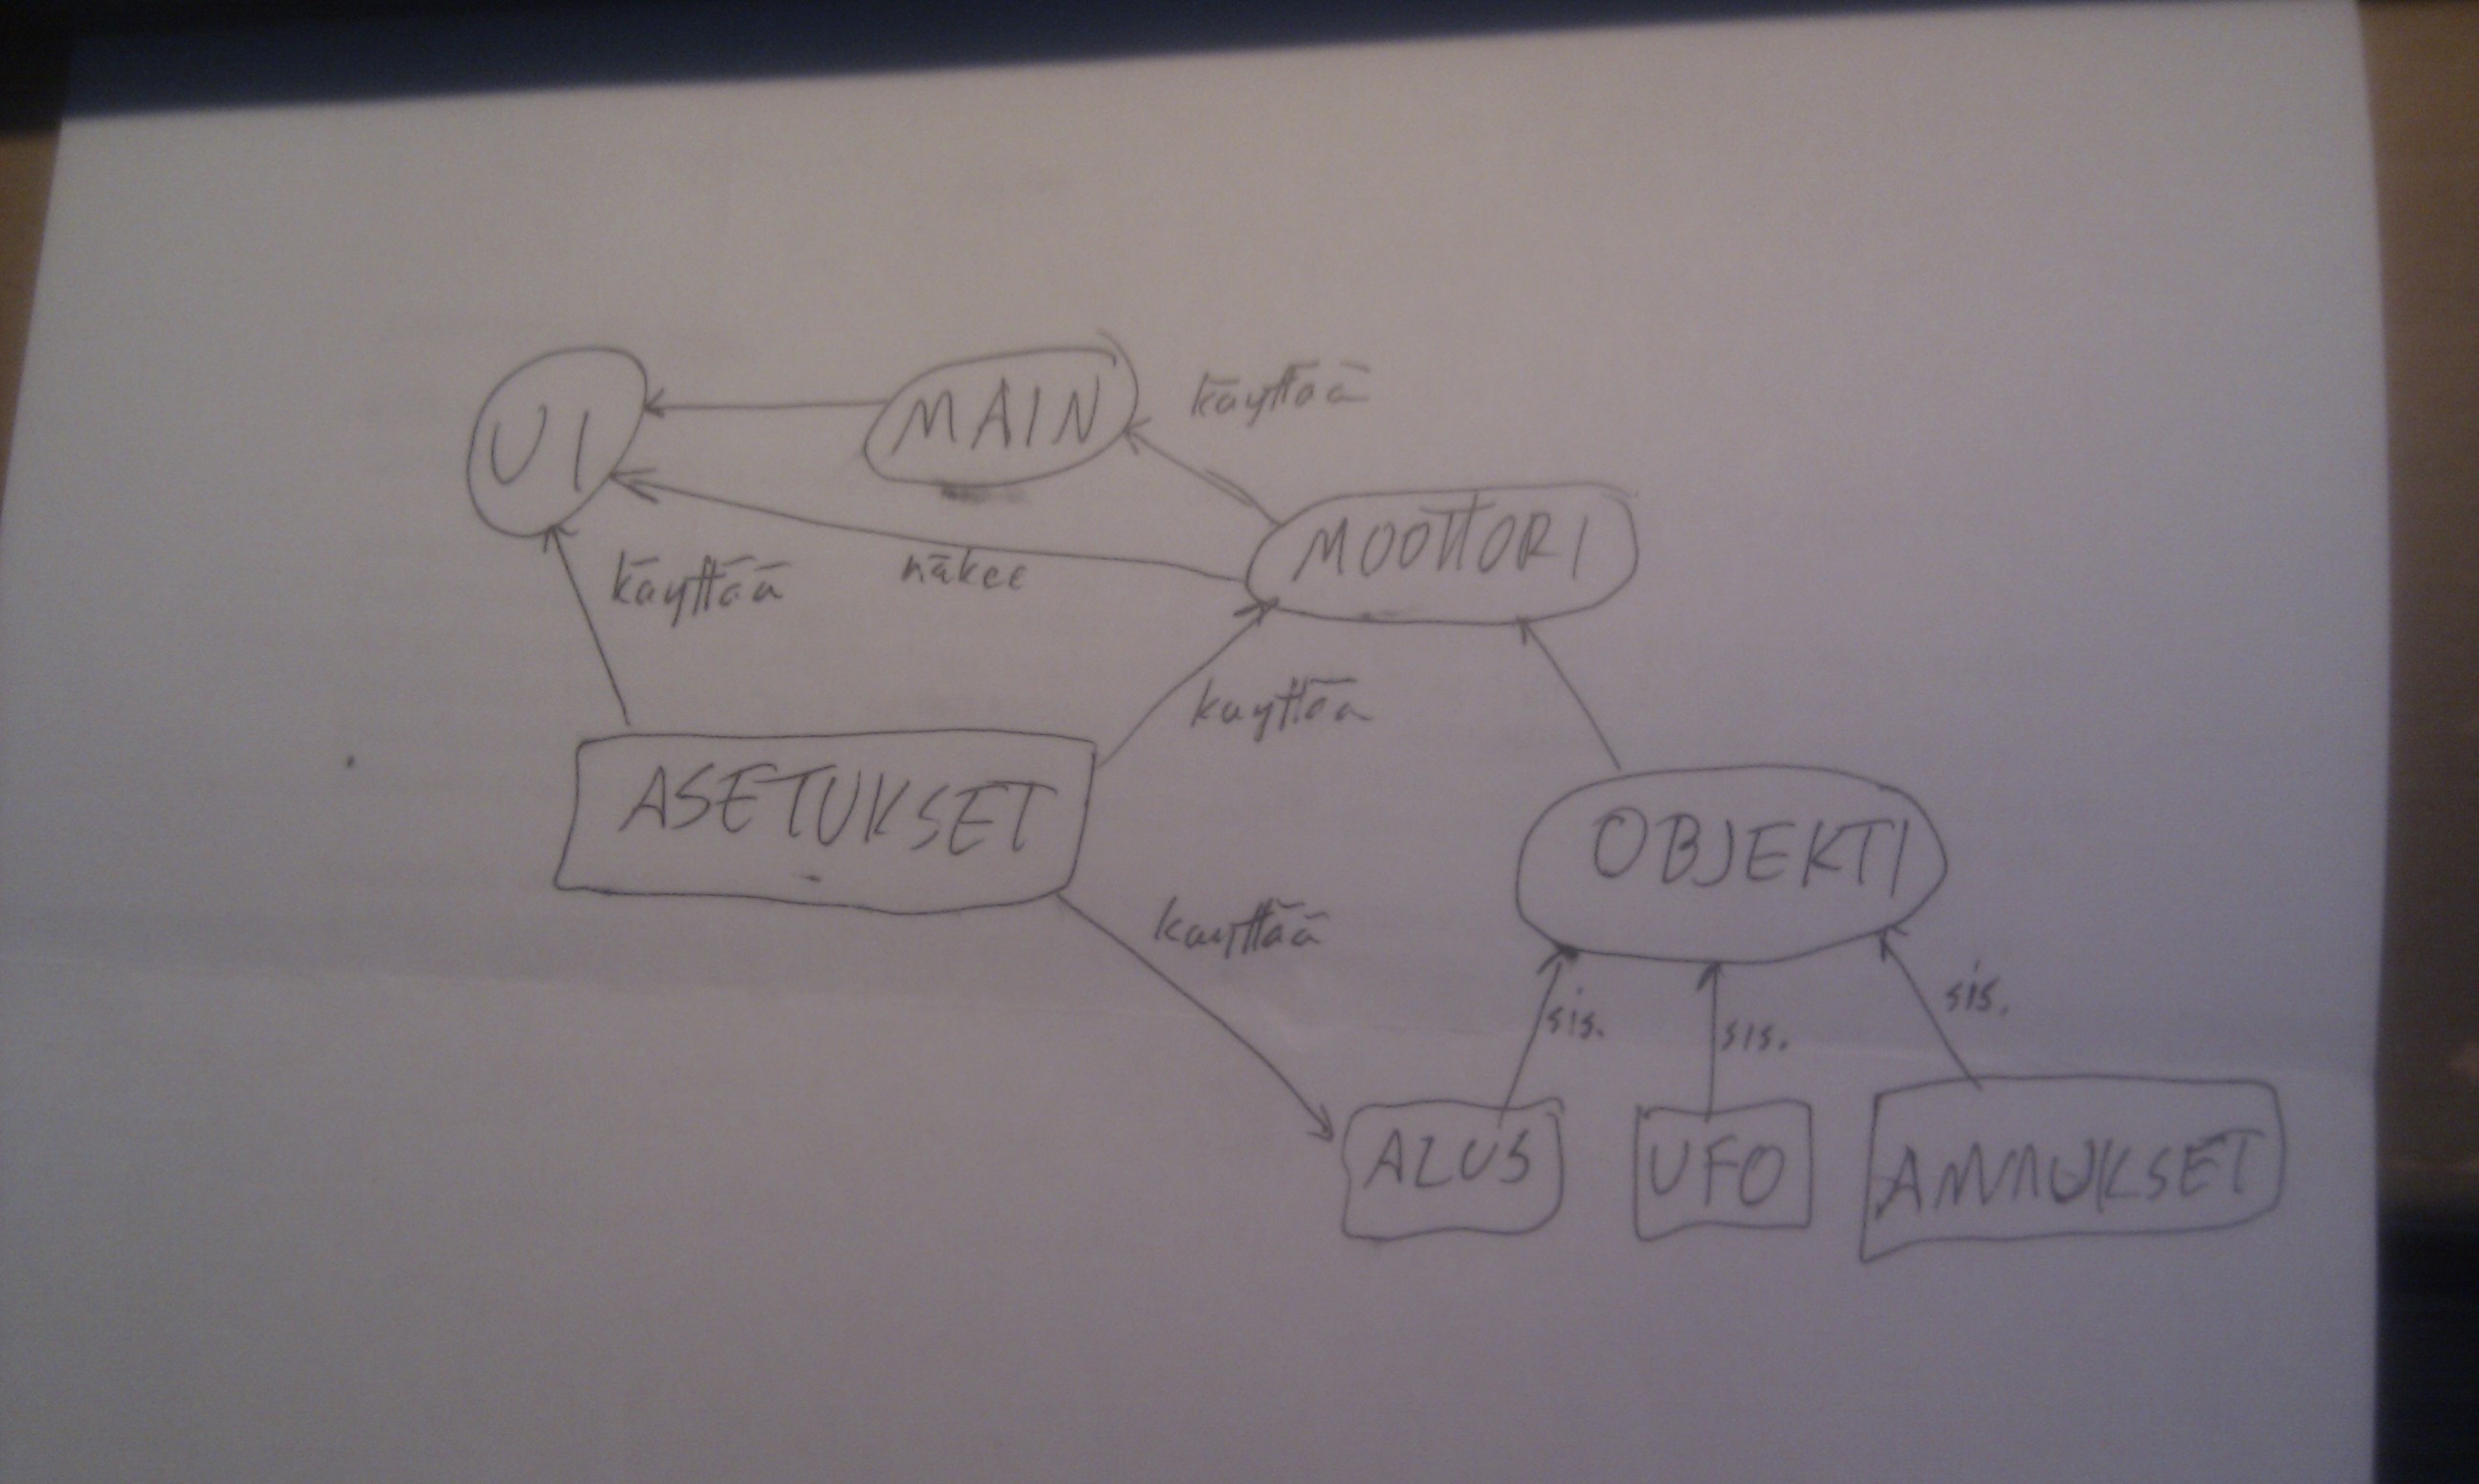 UI
MAIN
käyttää
MOOTTORI
näkee
käyttää
käyttää
ASETUKSET
OBJEKTI
käyttää
sis.
sis.
sis.
ALUS
UFO
AMMUKSET